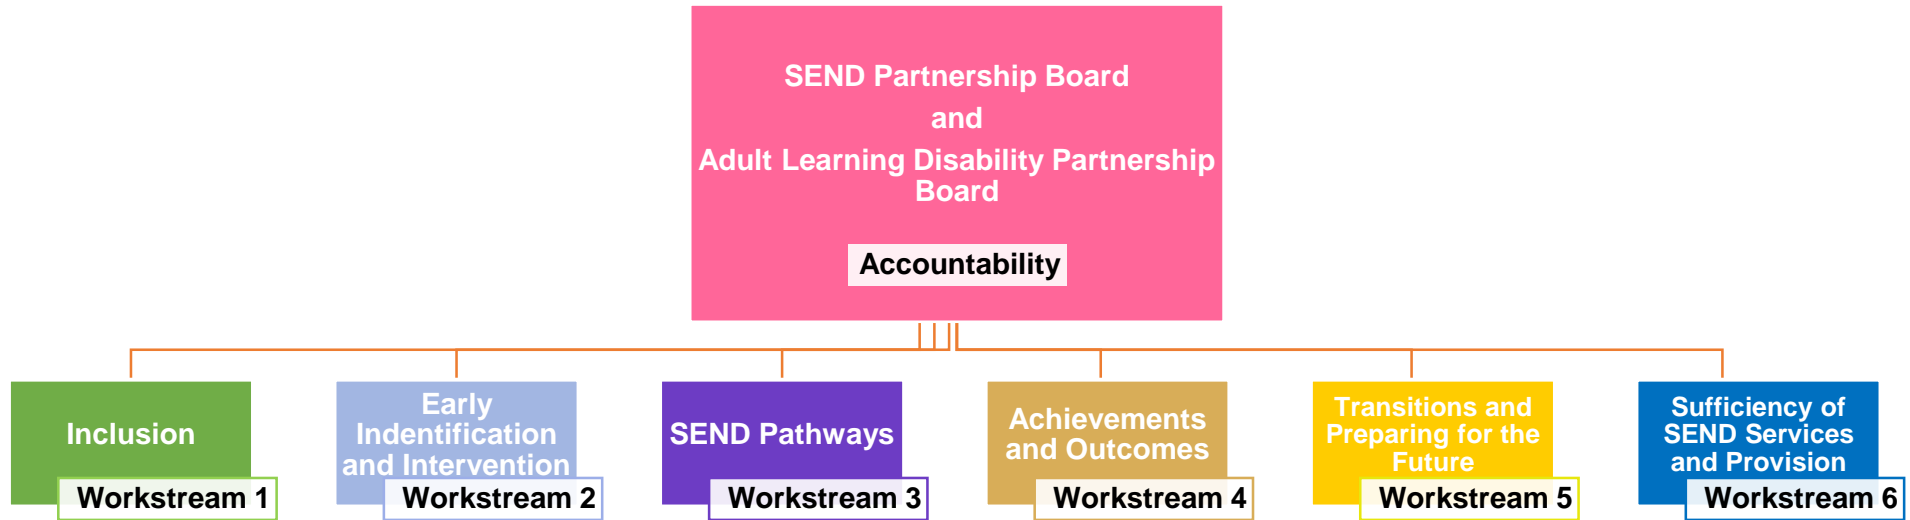 SEND Partnership Board
and
Adult Learning Disability Partnership
Board
Accountability
Inclusion
Workstream 1
Early
Indentification
and Intervention
Workstream 2
SEND Pathways
Workstream 3
Achievements
and Outcomes
Workstream 4
Transitions and
Preparing for the
Future
Workstream 5
Sufficiency of
SEND Services
and Provision
Workstream 6